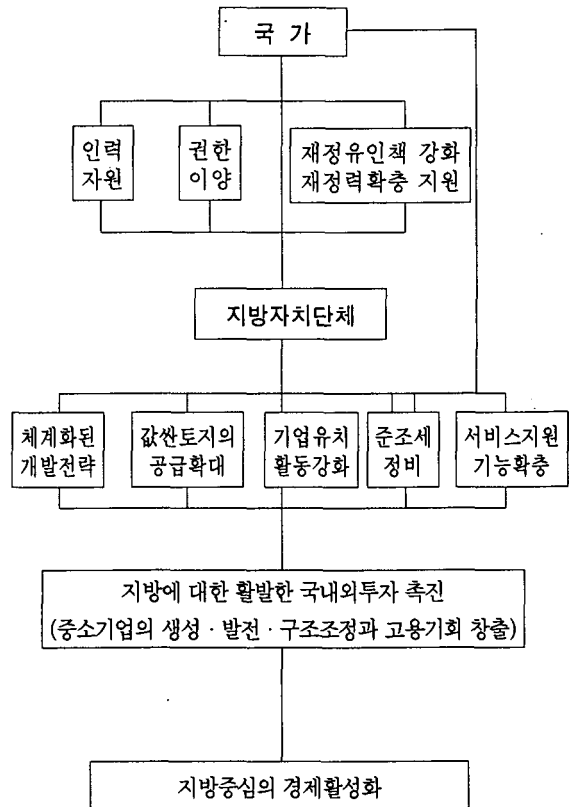 국 가
인력
자원
권한
이양
재정유인책 강화
재정력확충 지원
지방자치단체
체계화된
개발전략
값싼토지의
공급확대
기업유치
활동강화
준조세
정비
서비스지원
기능확충
지방에 대한 활발한 국내외투자 촉진
(중소기업의 생성 · 발전 · 구조조정과 고용기회 창출)
지방중심의 경제활성화